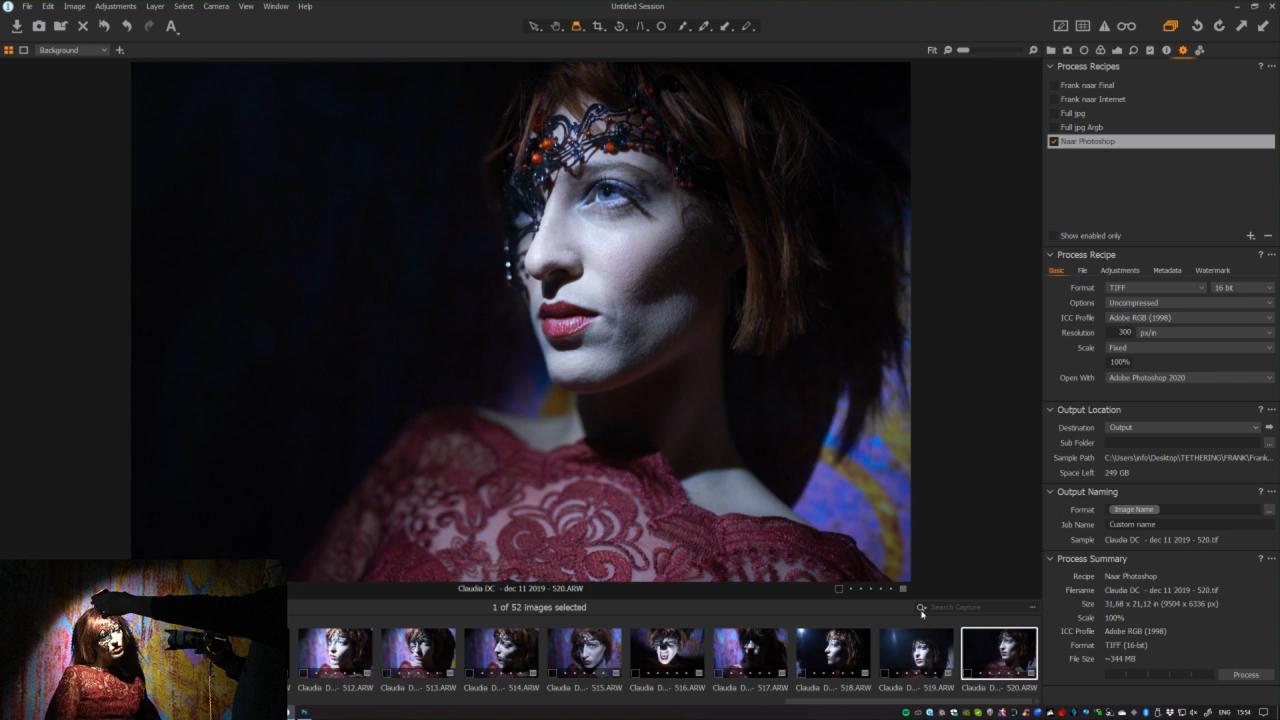 File Edit Image Adjustments Layer Select Camera View Window Help
Untitled Session
Background
Fit
Process Recipes
Frank naar Final
Frank naar Internet
Full jpg
Full jpg Argb
Naar Photoshop
Show enabled only
Process Recipe
Basic File Adjustments Metadata Watermark
Format TIFF 16 bit
Options Uncompressed
ICC Profile Adobe RGB (1998)
Resolution 300 px/in
Scale Fixed
100%
Open With Adobe Photoshop 2020
Output Location
Destination Output
Sub Folder
Sample Path C:\Users\info\Desktop\TETHERING\FRANK\Frank...
Space Left 249 GB
Output Naming
Format Image Name
Job Name Custom name
Sample Claudia DC - dec 11 2019 - 520.tif
Process Summary
Recipe Naar Photoshop
Filename Claudia DC - dec 11 2019 - 520.tif
Size 31,68 x 21,12 in (9504 x 6336 px)
Scale 100%
ICC Profile Adobe RGB (1998)
Format TIFF (16-bit)
File Size ~344 MB
Process
Claudia DC - dec 11 2019 - 520.ARW
1 of 52 images selected
Search Capture
512.ARW
Claudia D...- 513.ARW
Claudia D...- 514.ARW
Claudia D...- 515.ARW
Claudia D...- 516.ARW
Claudia D...- 517.ARW
Claudia D...- 518.ARW
Claudia D...- 519.ARW
Claudia D...- 520.ARW
ENG 15:54